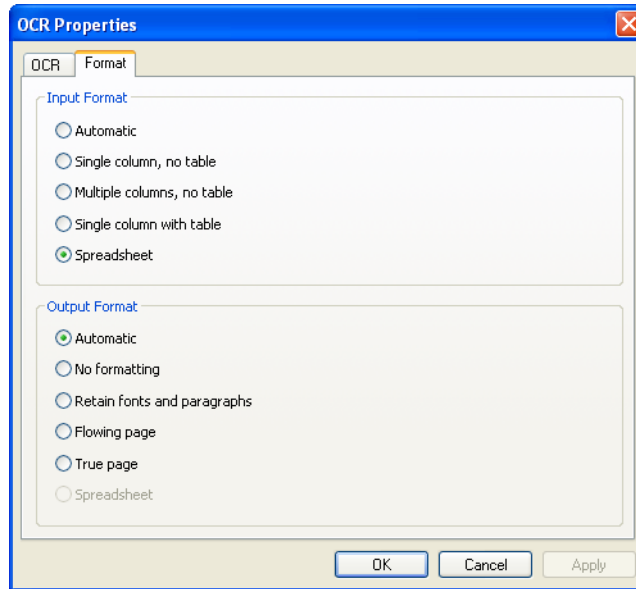 OCR Properties
OCR Format
Input Format
Automatic
Single column, no table
Multiple columns, no table
Single column with table
Spreadsheet
Output Format
Automatic
No formatting
Retain fonts and paragraphs
Flowing page
True page
Spreadsheet
OK Cancel Apply